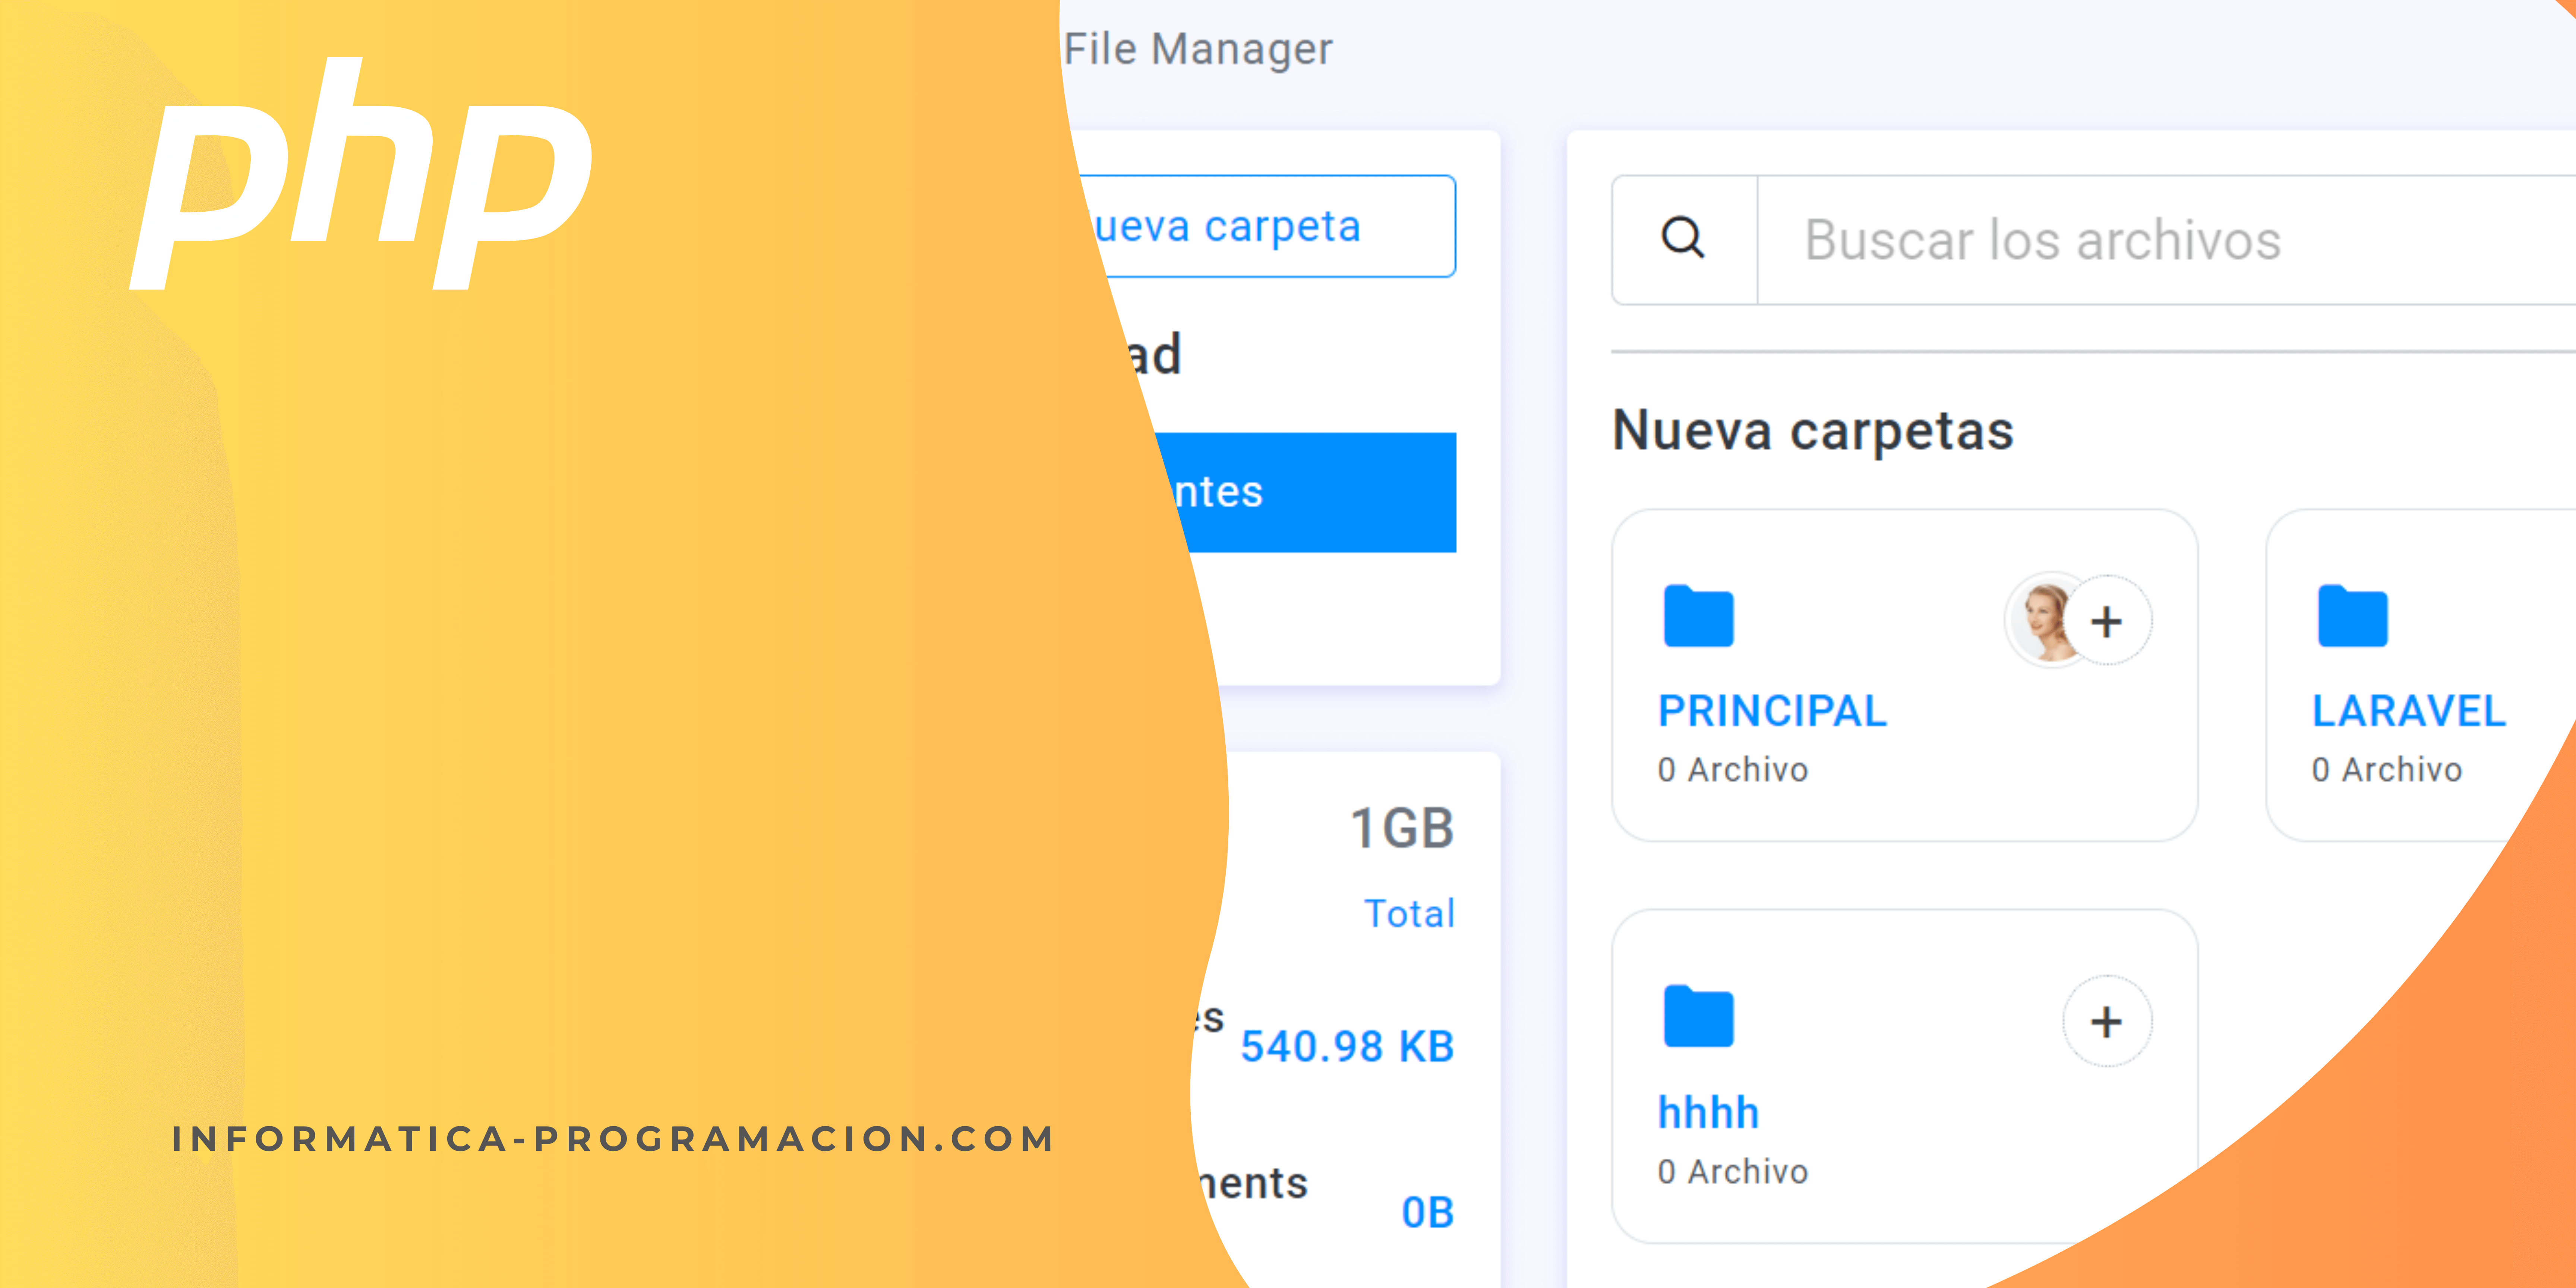 php
INFORMATICA-PROGRAMACION.COM
File Manager
ueva carpeta
ad
ntes
1GB
Total
es
540.98 KB
nents
0B
Buscar los archivos
Nueva carpetas
PRINCIPAL
0 Archivo
LARAVEL
0 Archivo
hhhh
0 Archivo